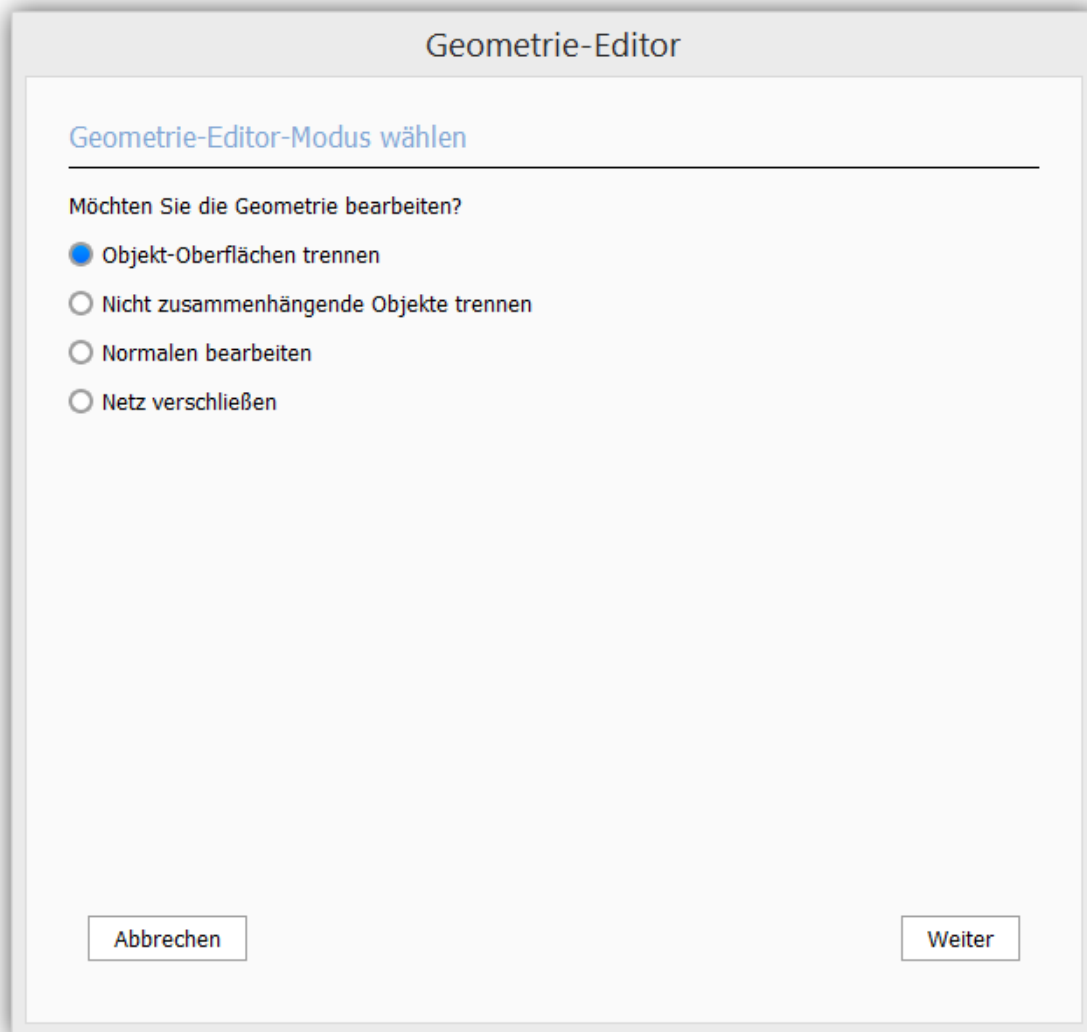 Geometrie-Editor
Geometrie-Editor-Modus wählen
Möchten Sie die Geometrie bearbeiten?
Objekt-Oberflächen trennen
Nicht zusammenhängende Objekte trennen
Normalen bearbeiten
Netz verschließen
Abbrechen
Weiter